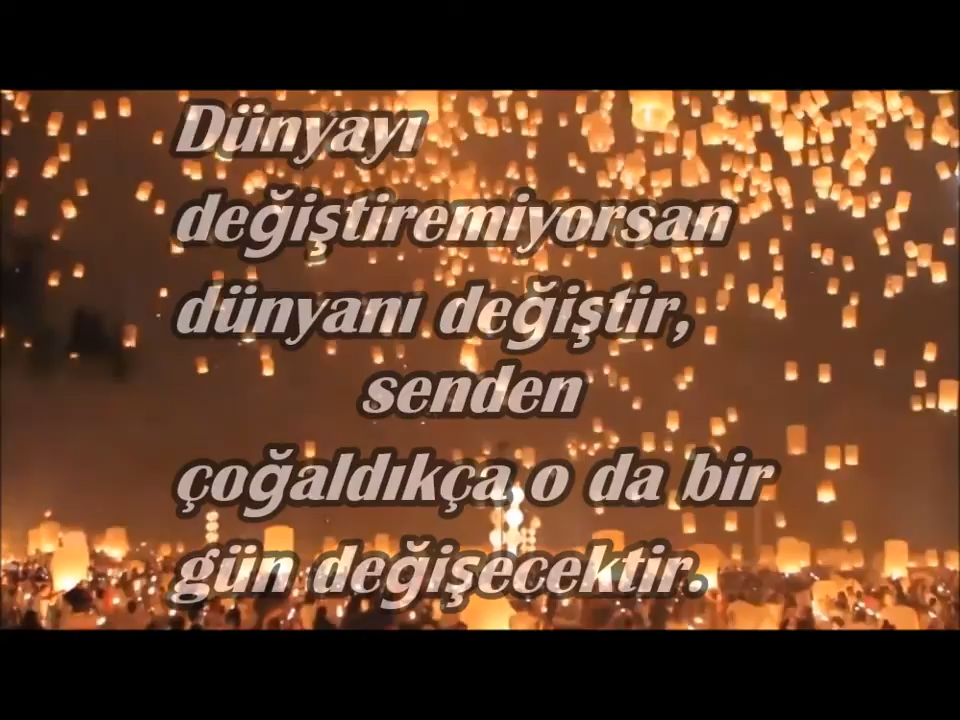 Dünyayı
değiştiremiyorsan
dünyanı değiştir,
senden
çoğaldıkça o da bir
gün değişecektir.